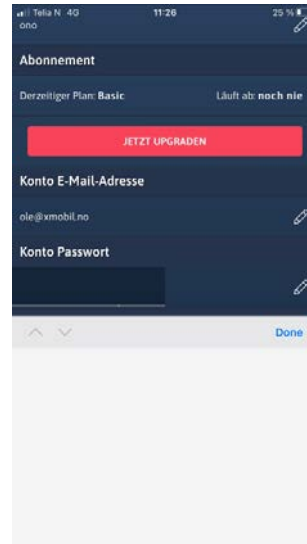 Telia N 4G 11:26 25 %
ono
Abonnement
Derzeitiger Plan: Basic Läuft ab: noch nie
JETZT UPGRADEN
Konto E-Mail-Adresse
ole@xmobil.no
Konto Passwort
Done